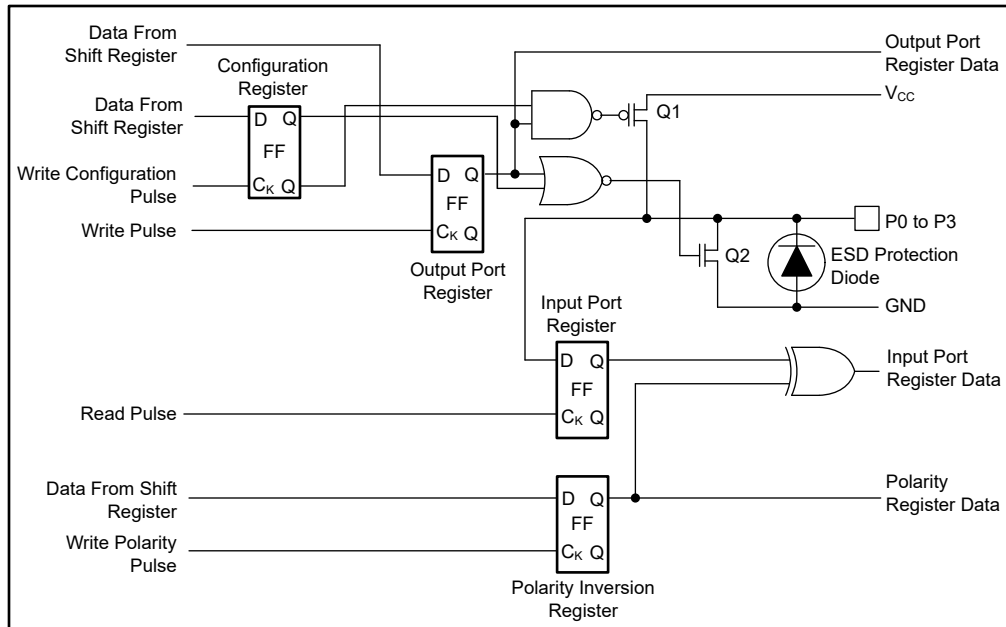 Data From
Shift Register
Configuration
Register
Output Port
Register Data
VCC
Data From
Shift Register
D Q
FF
CK Q
Q1
Write Configuration
Pulse
D Q
FF
CK Q
Write Pulse
Output Port
Register
P0 to P3
Q2
ESD Protection
Diode
GND
Input Port
Register
D Q
FF
CK Q
Input Port
Register Data
Read Pulse
Data From Shift
Register
D Q
FF
CK Q
Polarity
Register Data
Write Polarity
Pulse
Polarity Inversion
Register